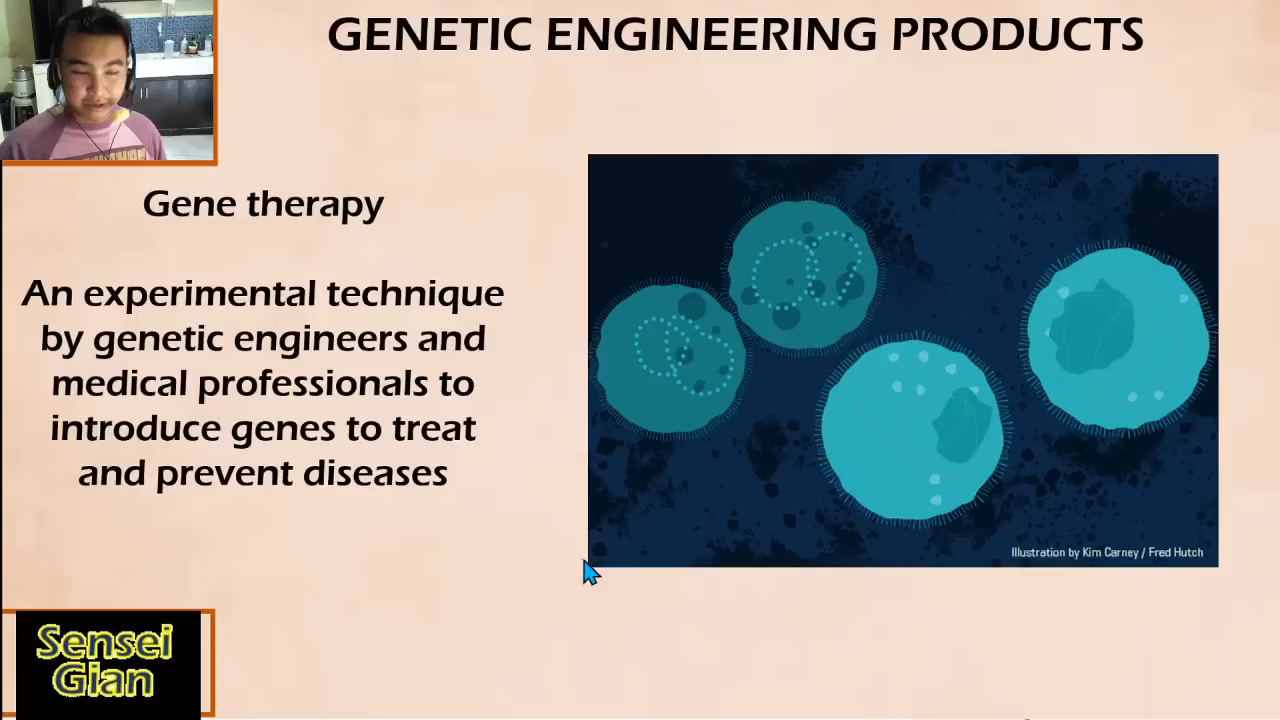 GENETIC ENGINEERING PRODUCTS
Gene therapy
An experimental technique
by genetic engineers and
medical professionals to
introduce genes to treat
and prevent diseases
Illustration by Kim Carney / Fred Hutch
Sensei
Gian